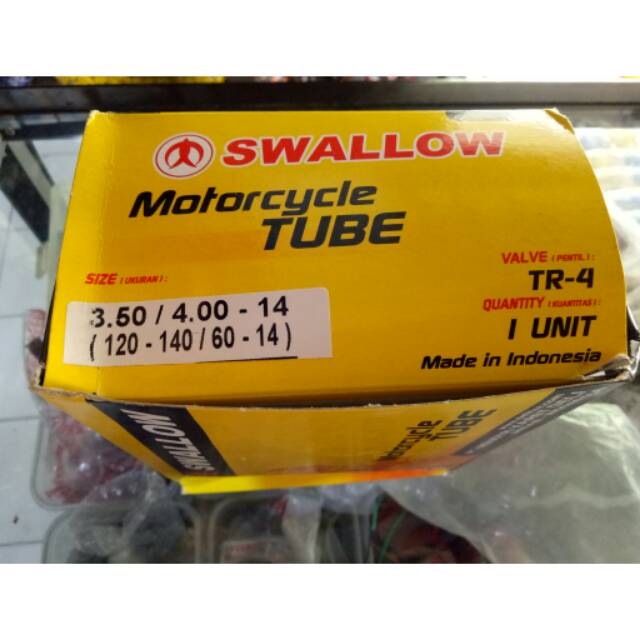 SWALLOW
Motorcycle
TUBE
SIZE (UKURAN):
3.50 / 4.00 - 14
( 120 - 140 / 60 - 14 )
VALVE (PENTIL):
TR-4
QUANTITY (KUANTITAS):
1 UNIT
Made in Indonesia
SWALLOW
Motorcycle
TUBE